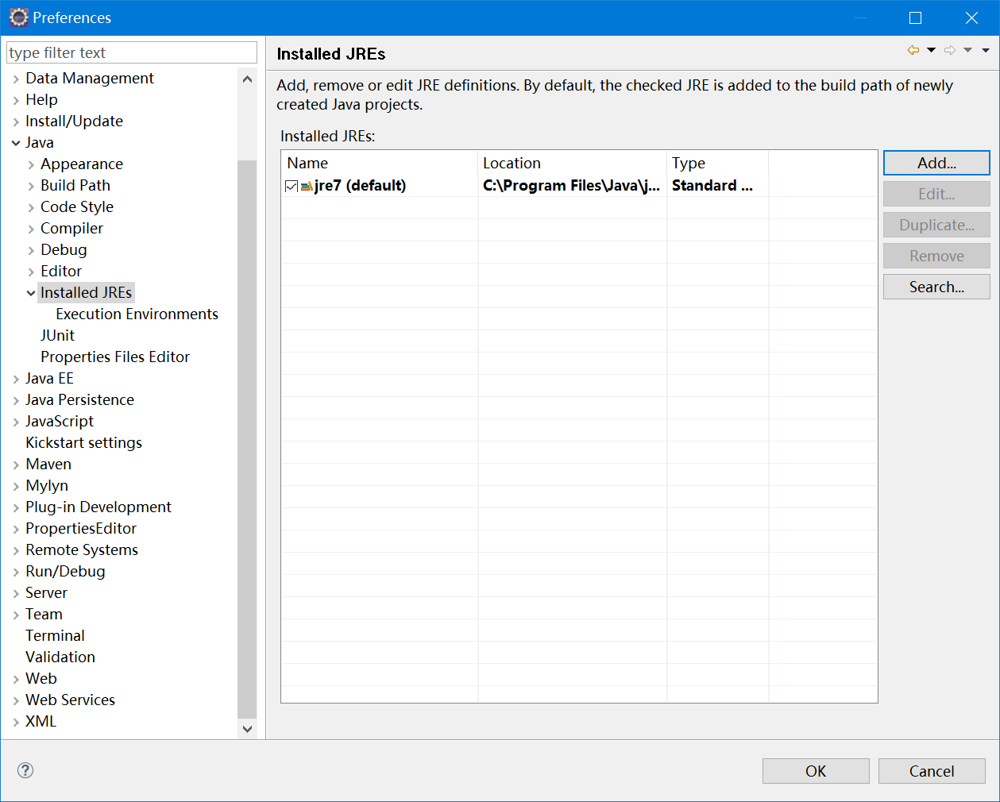 Preferences
type filter text
Data Management
Help
Install/Update
Java
Appearance
Build Path
Code Style
Compiler
Debug
Editor
Installed JREs
Execution Environments
JUnit
Properties Files Editor
Java EE
Java Persistence
JavaScript
Kickstart settings
Maven
Mylyn
Plug-in Development
PropertiesEditor
Remote Systems
Run/Debug
Server
Team
Terminal
Validation
Web
Web Services
XML
Installed JREs
Add, remove or edit JRE definitions. By default, the checked JRE is added to the build path of newly
created Java projects.
Installed JREs:
Name Location Type
jre7 (default) C:\Program Files\Java\j... Standard ...
Add...
Edit...
Duplicate...
Remove
Search...
?
OK Cancel